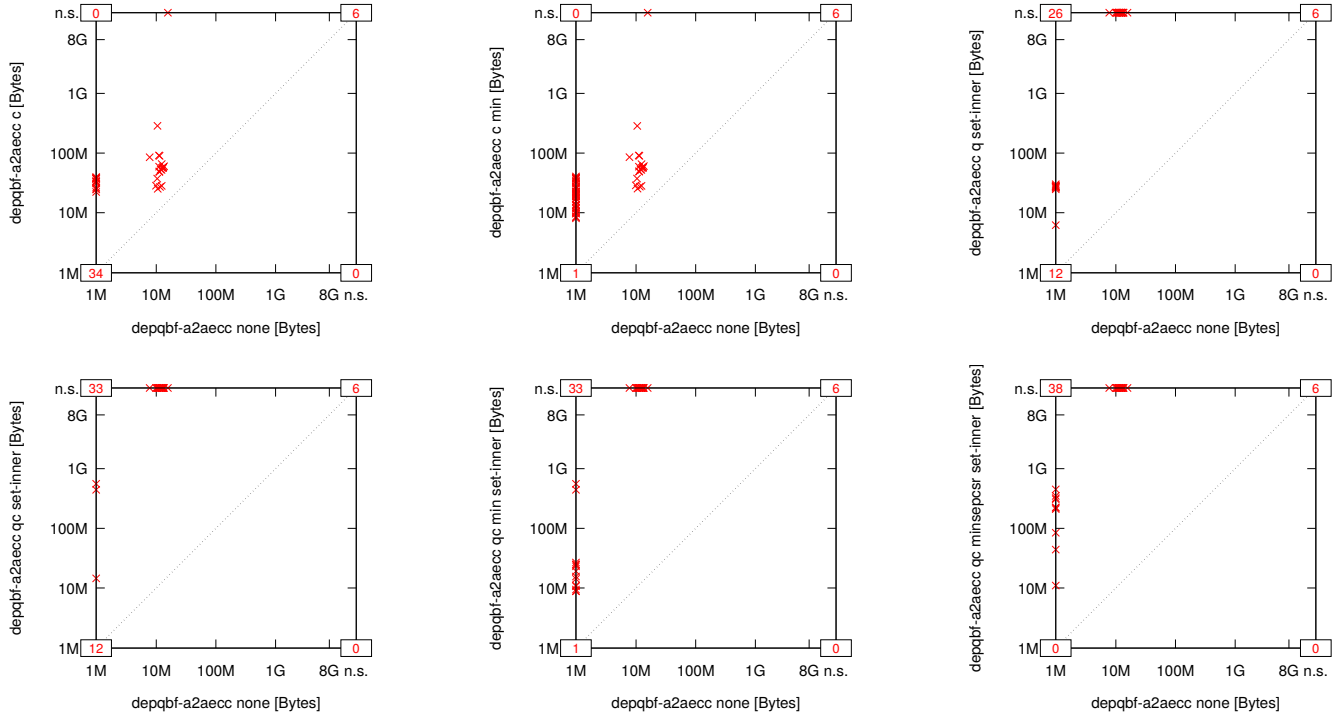 n.s. 0 6
8G
1G
100M
10M
1M 34 0
1M 10M 100M 1G 8G n.s.
depqbf-a2aecc none [Bytes]
depqbf-a2aecc c [Bytes]
n.s. 0 6
8G
1G
100M
10M
1M 1 0
1M 10M 100M 1G 8G n.s.
depqbf-a2aecc none [Bytes]
depqbf-a2aecc c min [Bytes]
n.s. 26 6
8G
1G
100M
10M
1M 12 0
1M 10M 100M 1G 8G n.s.
depqbf-a2aecc none [Bytes]
depqbf-a2aecc q set-inner [Bytes]
n.s. 33 6
8G
1G
100M
10M
1M 12 0
1M 10M 100M 1G 8G n.s.
depqbf-a2aecc none [Bytes]
depqbf-a2aecc qc set-inner [Bytes]
n.s. 33 6
8G
1G
100M
10M
1M 1 0
1M 10M 100M 1G 8G n.s.
depqbf-a2aecc none [Bytes]
depqbf-a2aecc qc min set-inner [Bytes]
n.s. 38 6
8G
1G
100M
10M
1M 0 0
1M 10M 100M 1G 8G n.s.
depqbf-a2aecc none [Bytes]
depqbf-a2aecc qc minsepcsr set-inner [Bytes]